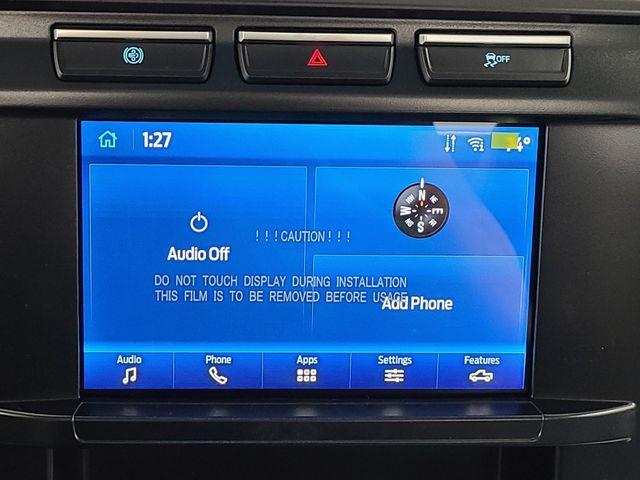 OFF
1:27
74°
N
W E
S
Audio Off
! ! ! CAUTION ! ! !
DO NOT TOUCH DISPLAY DURING INSTALLATION
THIS FILM IS TO BE REMOVED BEFORE USAGE
Add Phone
Audio
Phone
Apps
Settings
Features